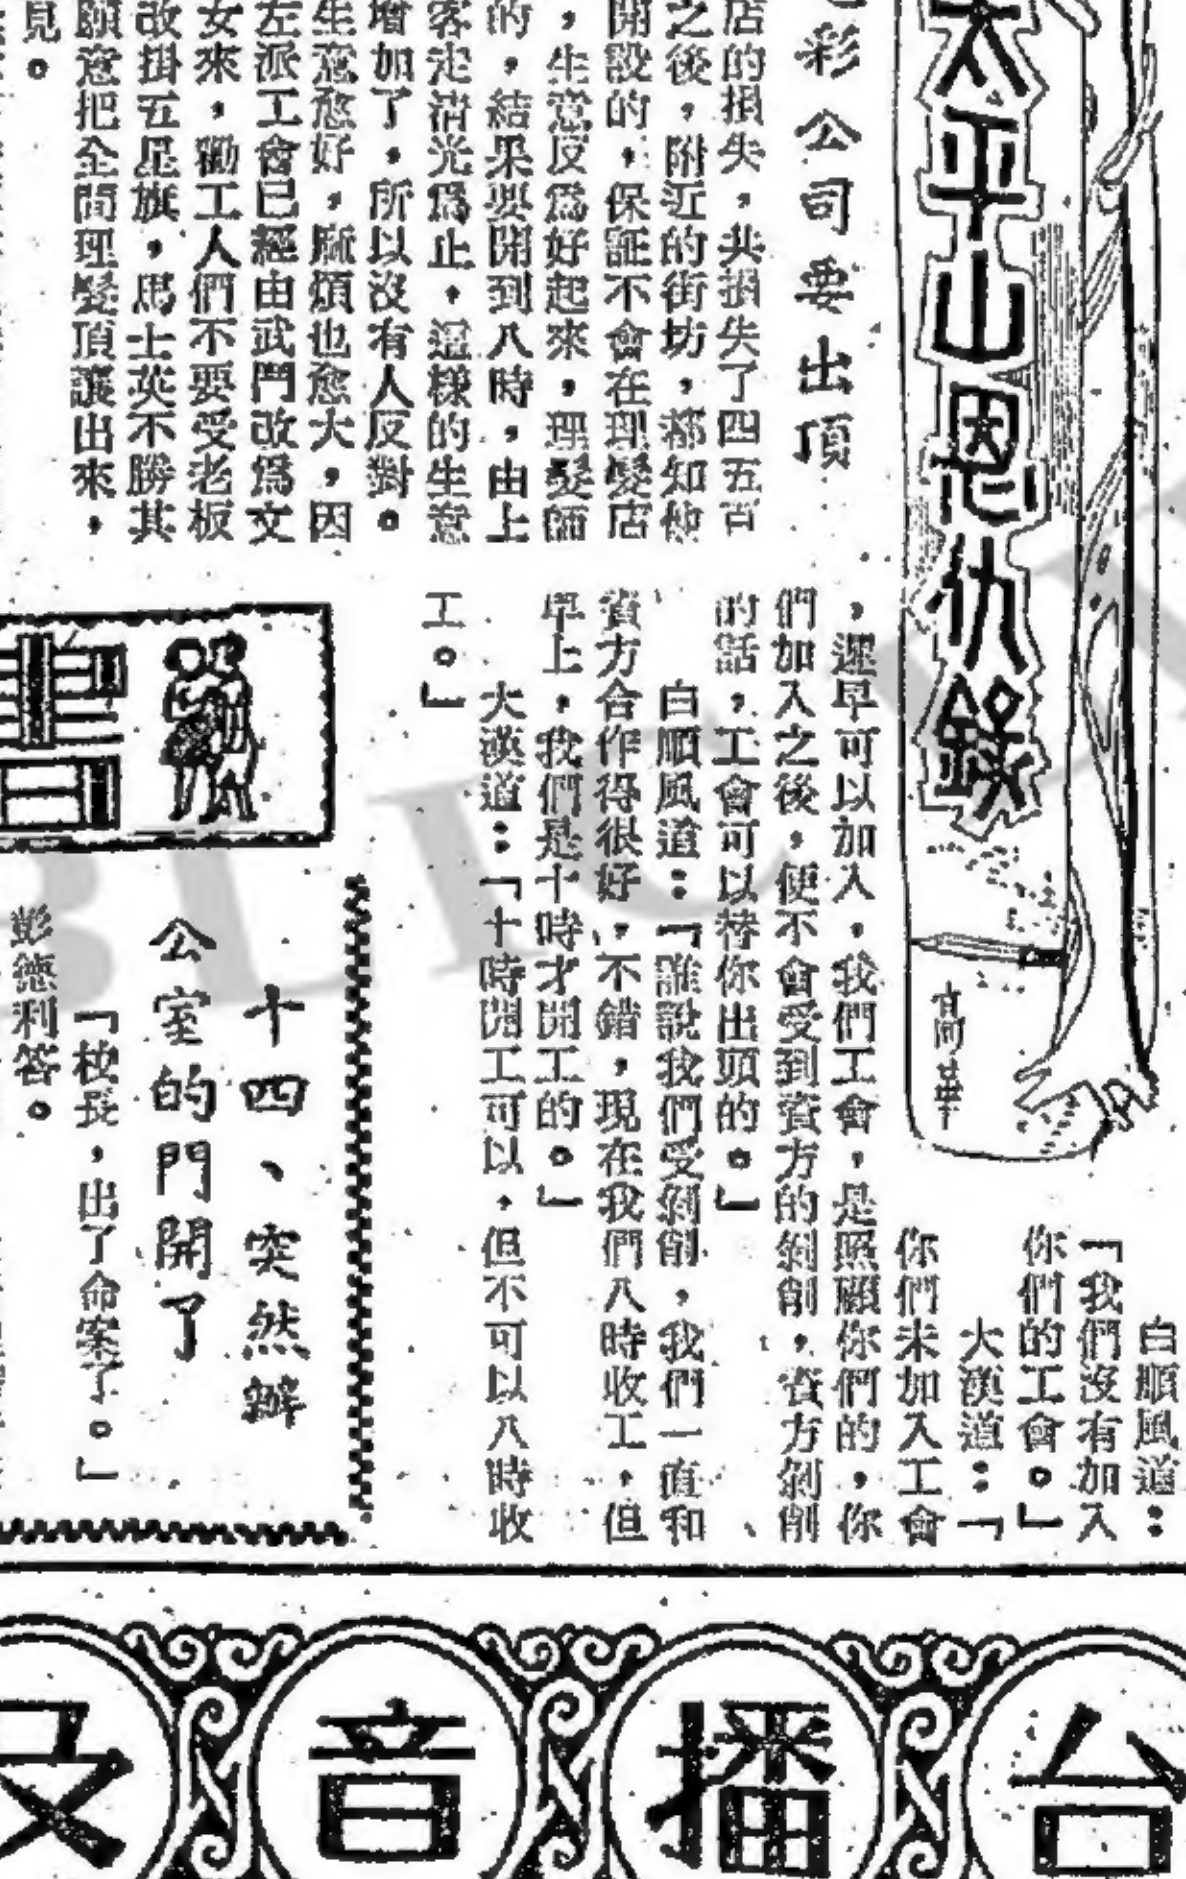 太平山恩仇錄
彩公司要出頂
店的損失，共損失了四五百
之後，附近的街坊，都知他
開設的，保証不會在理髮店
，生意反為好起來，理髮師
的，結果要開到八時，由上
客走清光為止，這樣的生意
增加了，所以沒有人反對。
生意愈好，麻煩也愈大，因
左派工會已經由武鬥改為文
女來，勸工人們不要受老板
改掛五星旗，馬士英不勝其
願意把全間理髮頂讓出來，
見。
白順風道：
「我們沒有加入
你們的工會。」
大漢道：「
你們未加入工會
，遲早可以加入，我們工會，是照顧你們的，你
們加入之後，便不會受到資方的剝削，資方剝削
的話，工會可以替你出頭的。」
白順風道：「誰說我們受剝削，我們一直和
資方合作得很好，不錯，現在我們八時收工，但
早上，我們是十時才開工的。」
大漢道：「十時開工可以，但不可以八時收
工。」
書
十四、突然辦
公室的門開了
「校長，出了命案了。」
彭德利答。
台
播
音
及